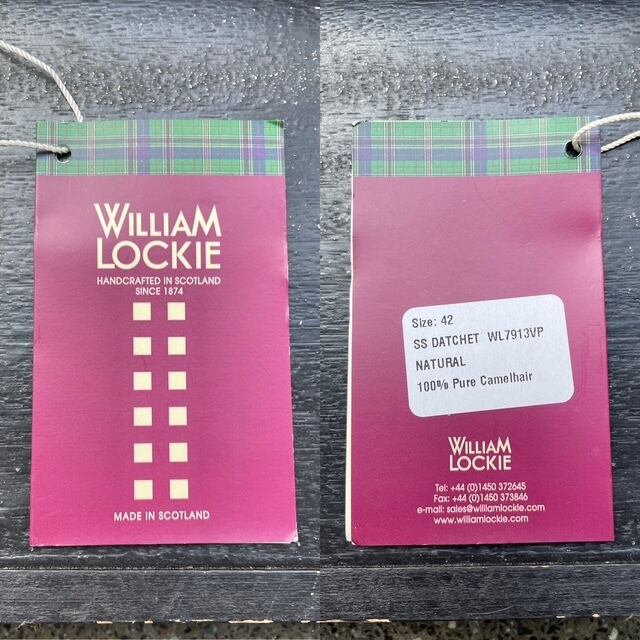 WILLIAM
LOCKIE
HANDCRAFTED IN SCOTLAND
SINCE 1874
MADE IN SCOTLAND
Size: 42
SS DATCHET WL7913VP
NATURAL
100% Pure Camelhair
WILLIAM
LOCKIE
Tel: +44 (0)1450 372645
Fax: +44 (0)1450 373846
e-mail: sales@williamlockie.com
www.williamlockie.com